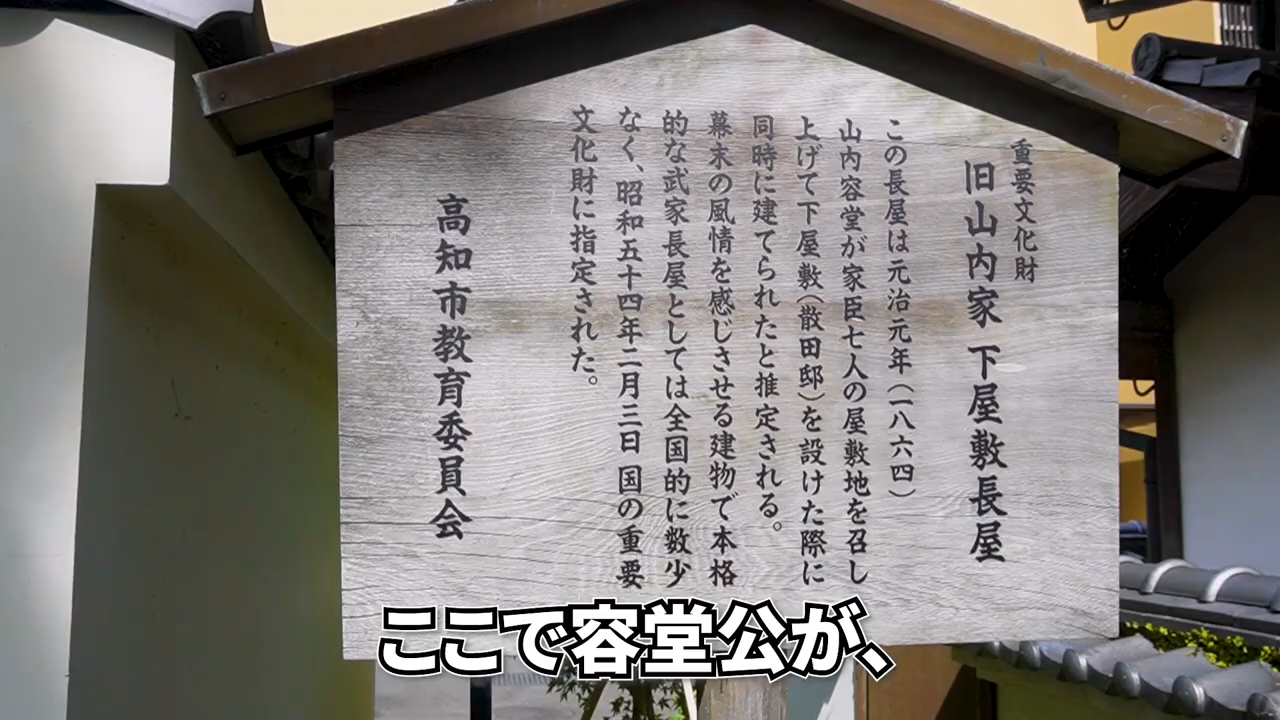 重要文化財
旧山内家 下屋敷長屋
この長屋は元治元年(一八六四)
山内容堂が家臣七人の屋敷地を召し
上げて下屋敷(散田邸)を設けた際に
同時に建てられたと推定される。
幕末の風情を感じさせる建物で本格
的な武家長屋としては全国的に数少
なく、昭和五十四年二月三日 国の重要
文化財に指定された。
高知市教育委員会
ここで容堂公が、